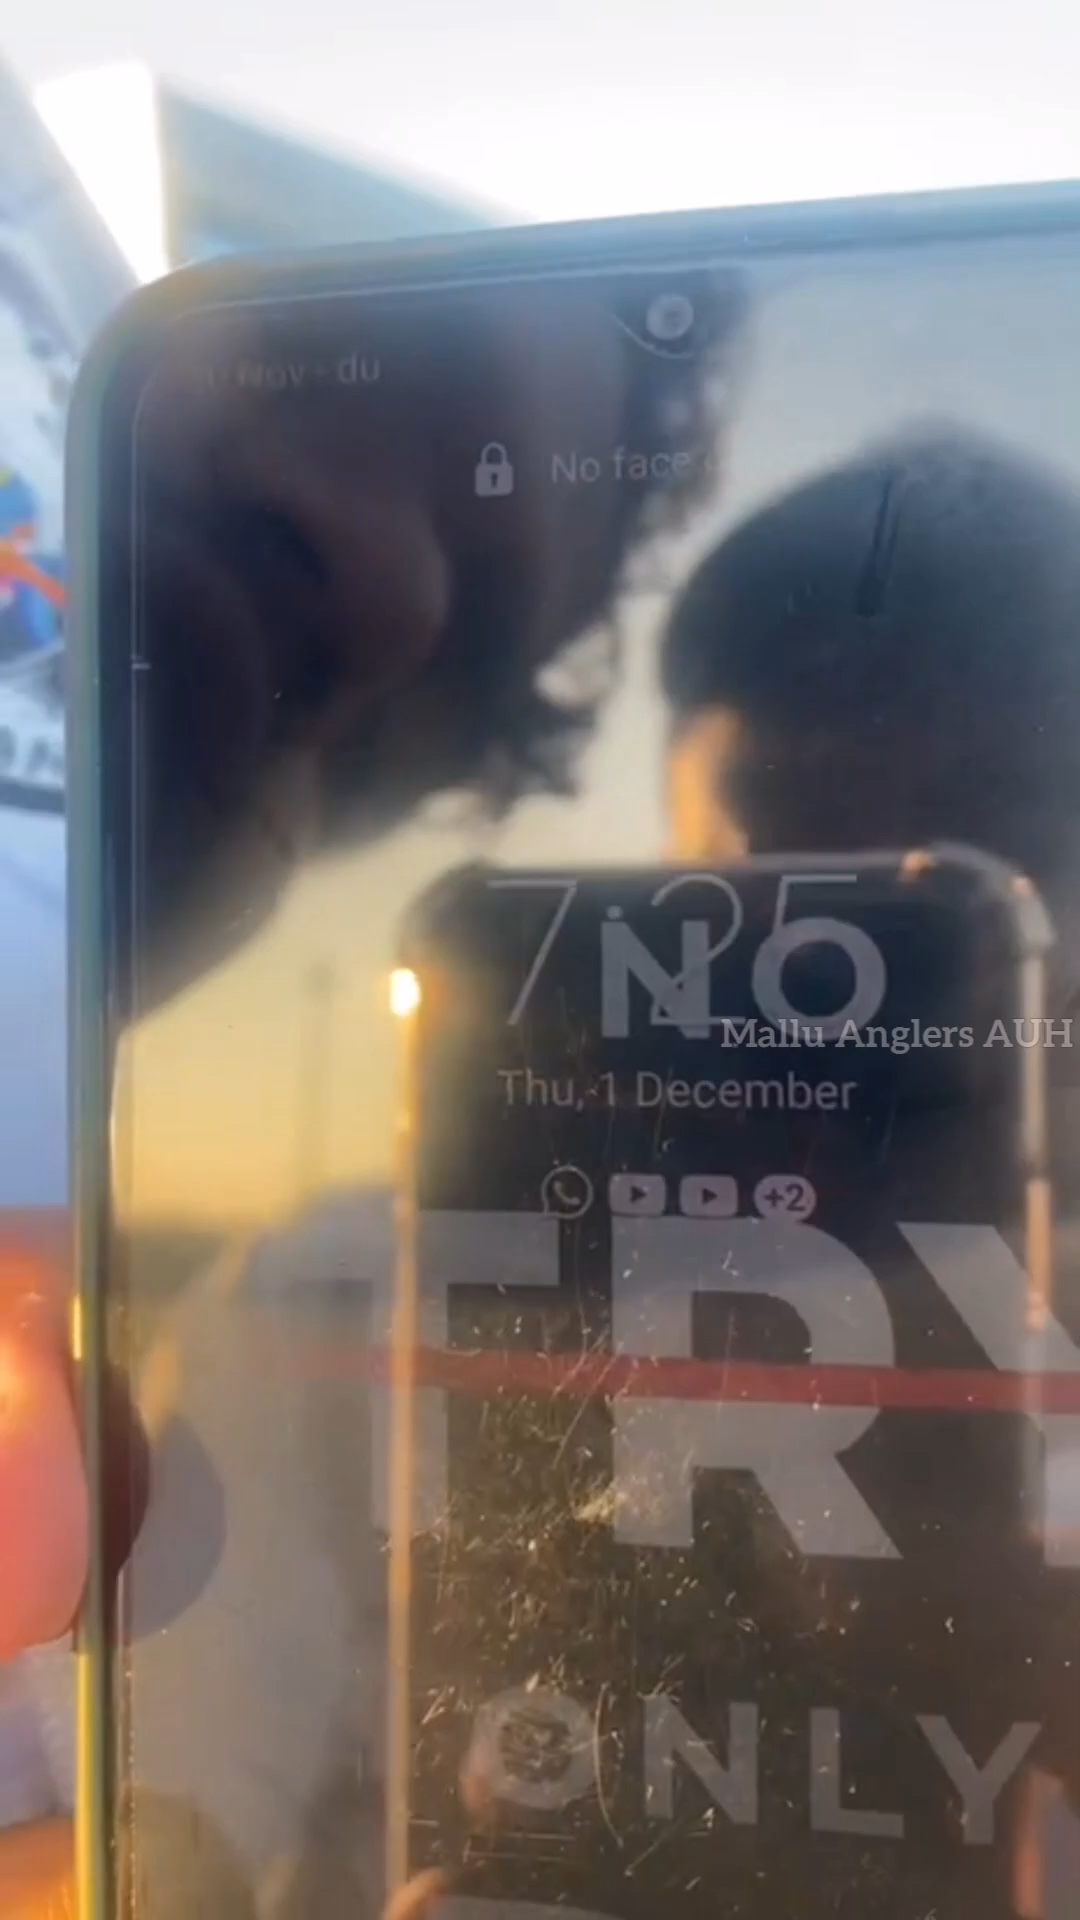 Nov - du
No face
7:25
NO
Mallu Anglers AUH
Thu, 1 December
+2
TRY
ONLY